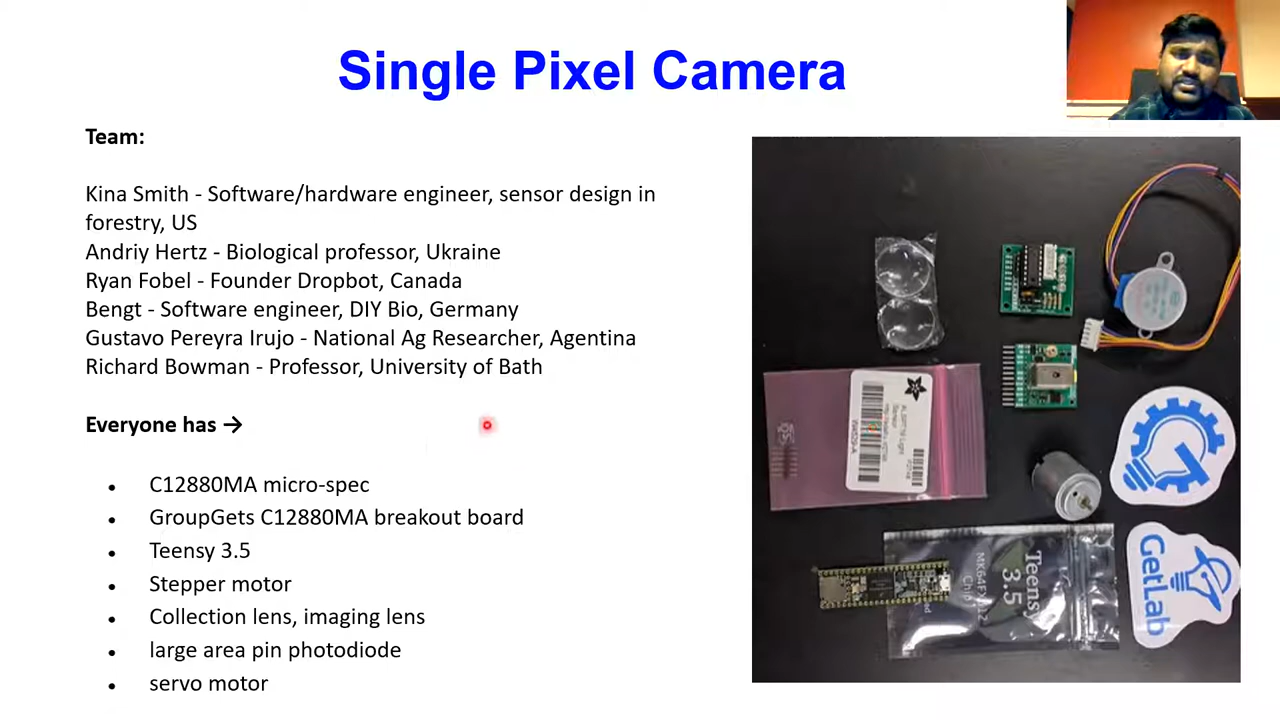 Single Pixel Camera
Team:
Kina Smith - Software/hardware engineer, sensor design in
forestry, US
Andriy Hertz - Biological professor, Ukraine
Ryan Fobel - Founder Dropbot, Canada
Bengt - Software engineer, DIY Bio, Germany
Gustavo Pereyra Irujo - National Ag Researcher, Agentina
Richard Bowman - Professor, University of Bath
Everyone has →
C12880MA micro-spec
GroupGets C12880MA breakout board
Teensy 3.5
Stepper motor
Collection lens, imaging lens
large area pin photodiode
servo motor
Teensy
3.5
GetLab